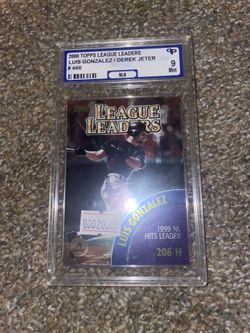 2000 TOPPS LEAGUE LEADERS
LUIS GONZALEZ / DEREK JETER
# 466
MLB
9
Mint
LEAGUE
LEADERS
LUIS GONZALEZ
1999 NL
HITS LEADER
206 H